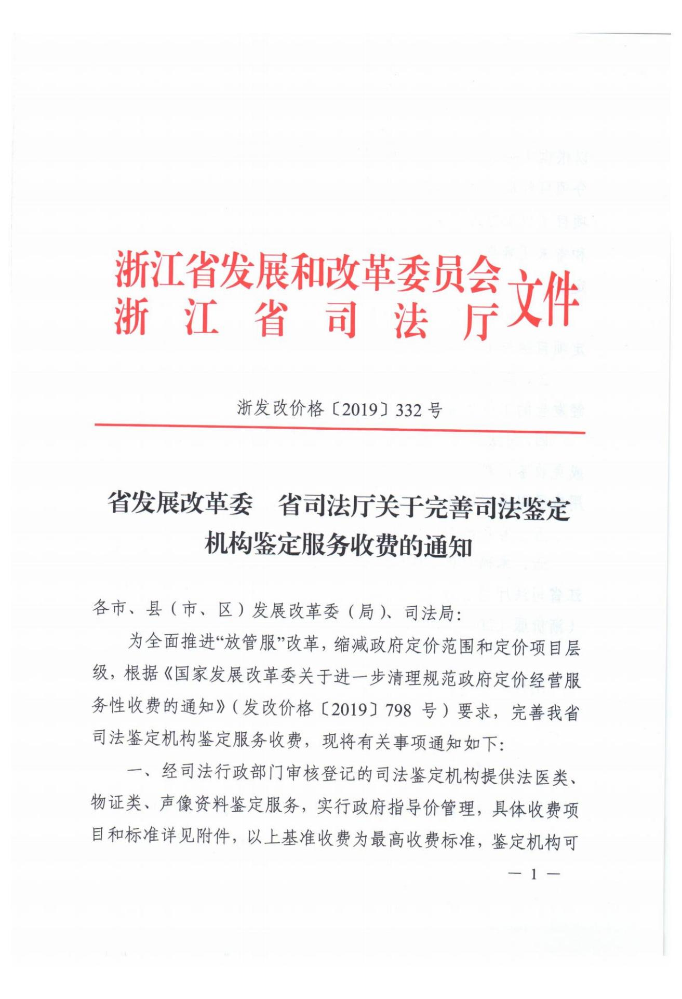 浙江省发展和改革委员会
浙江省司法厅
文件
浙发改价格〔2019〕332号
省发展改革委　省司法厅关于完善司法鉴定
机构鉴定服务收费的通知
各市、县（市、区）发展改革委（局）、司法局：
为全面推进“放管服”改革，缩减政府定价范围和定价项目层
级，根据《国家发展改革委关于进一步清理规范政府定价经营服
务性收费的通知》（发改价格〔2019〕798 号）要求，完善我省
司法鉴定机构鉴定服务收费，现将有关事项通知如下：
一、经司法行政部门审核登记的司法鉴定机构提供法医类、
物证类、声像资料鉴定服务，实行政府指导价管理，具体收费项
目和标准详见附件，以上基准收费为最高收费标准，鉴定机构可
— 1 —